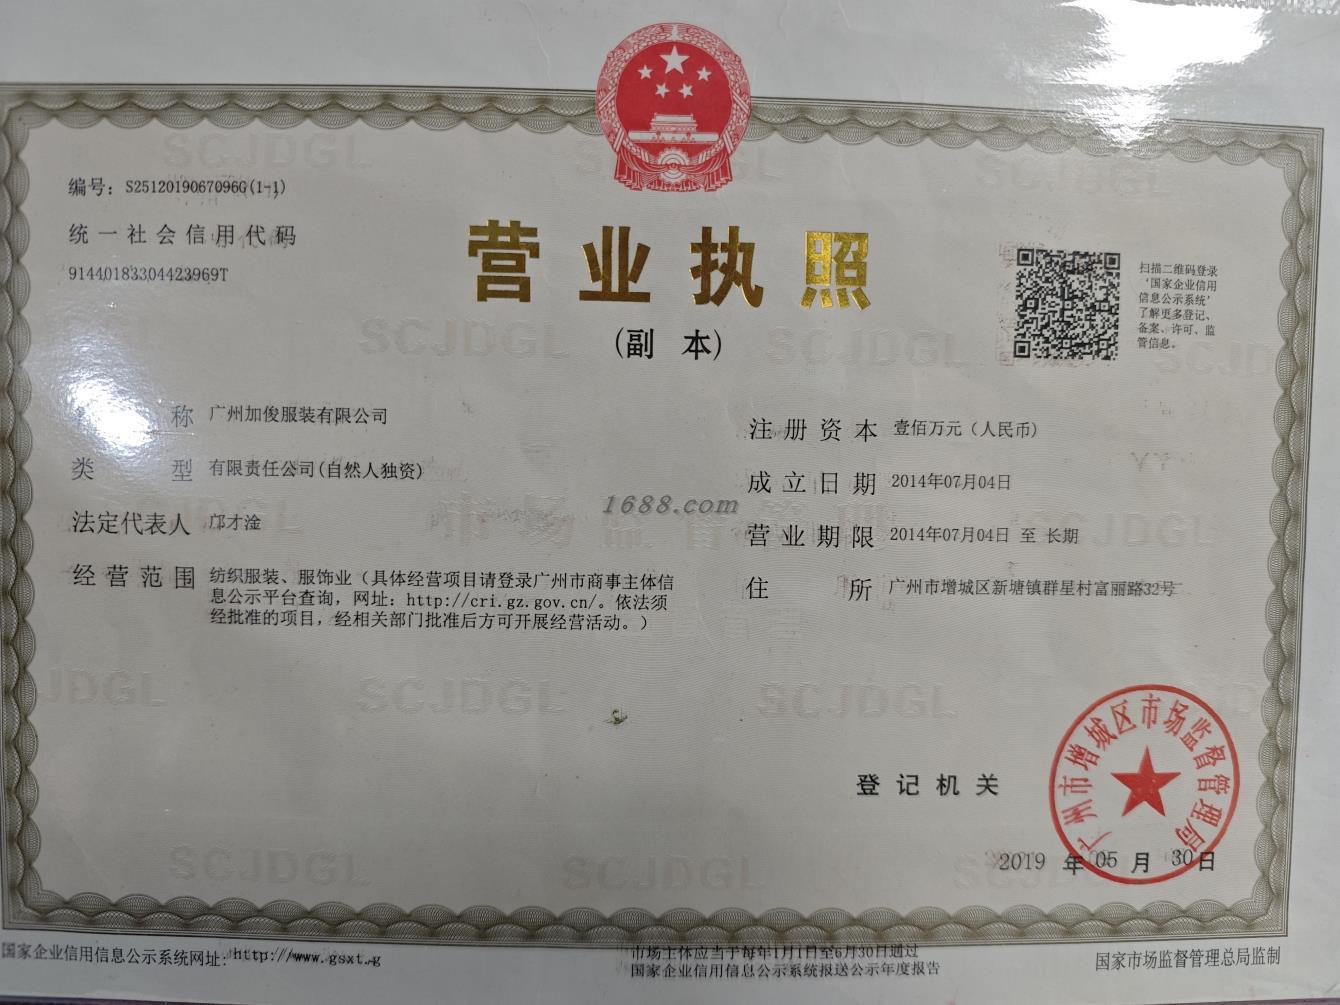 编号：S2512019067096G(1-1)
统一社会信用代码
91440183304423969T
营业执照
(副 本)
扫描二维码登录
‘国家企业信用
信息公示系统’
了解更多登记、
备案、许可、监
管信息。
称 广州加俊服装有限公司
类 型 有限责任公司(自然人独资)
法定代表人 邝才淦
经营范围 纺织服装、服饰业（具体经营项目请登录广州市商事主体信
息公示平台查询，网址：http://cri.gz.gov.cn/。依法须
经批准的项目，经相关部门批准后方可开展经营活动。）
注册资本 壹佰万元（人民币）
成立日期 2014年07月04日
营业期限 2014年07月04日 至 长期
住 所 广州市增城区新塘镇群星村富丽路32号
1688.com
登记机关
广州市增城区市场监督管理局
2019 年 05 月 30 日
国家企业信用信息公示系统网址：http://www.gsxt.g
市场主体应当于每年1月1日至6月30日通过
国家企业信用信息公示系统报送公示年度报告
国家市场监督管理总局监制